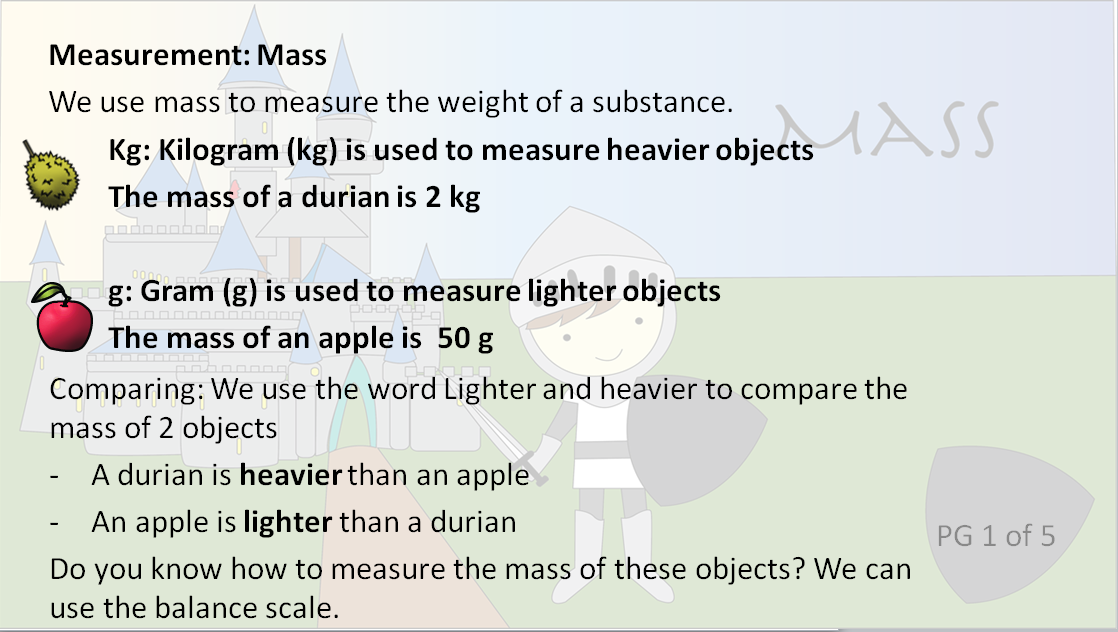 Measurement: Mass
We use mass to measure the weight of a substance.
MASS
Kg: Kilogram (kg) is used to measure heavier objects
The mass of a durian is 2 kg
g: Gram (g) is used to measure lighter objects
The mass of an apple is  50 g
Comparing: We use the word Lighter and heavier to compare the
mass of 2 objects
- A durian is heavier than an apple
- An apple is lighter than a durian
PG 1 of 5
Do you know how to measure the mass of these objects? We can
use the balance scale.